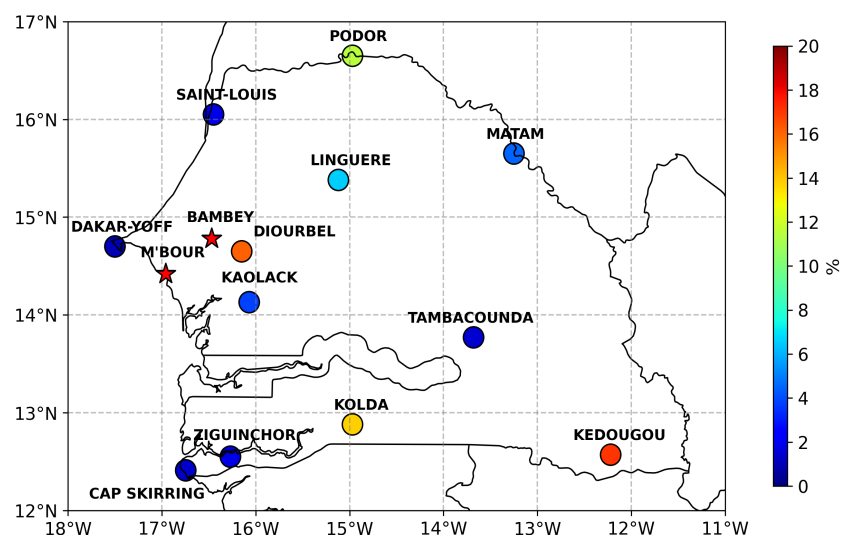 17°N
16°N
15°N
14°N
13°N
12°N
18°W
17°W
16°W
15°W
14°W
13°W
12°W
11°W
PODOR
SAINT-LOUIS
MATAM
LINGUERE
BAMBEY
DAKAR-YOFF
DIOURBEL
M'BOUR
KAOLACK
TAMBACOUNDA
KOLDA
ZIGUINCHOR
KEDOUGOU
CAP SKIRRING
20
18
16
14
12
10
8
6
4
2
0
%